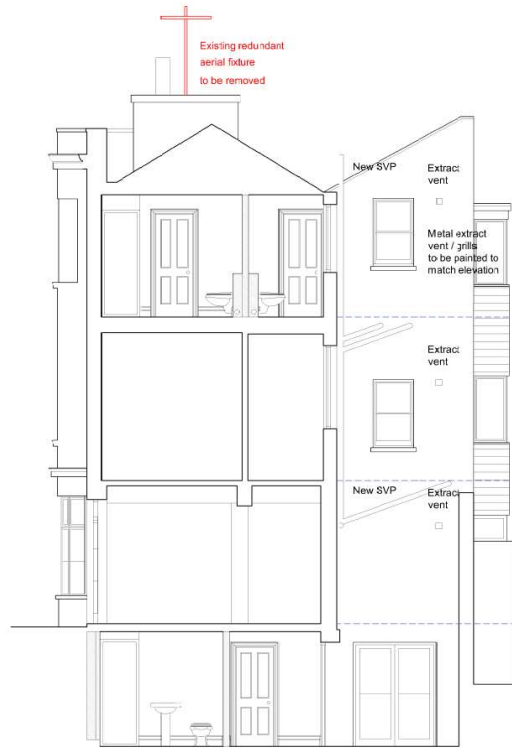 Existing redundant
aerial fixture
to be removed
New SVP
Extract
vent
Metal extract
vent / grills
to be painted to
match elevation
Extract
vent
New SVP
Extract
vent